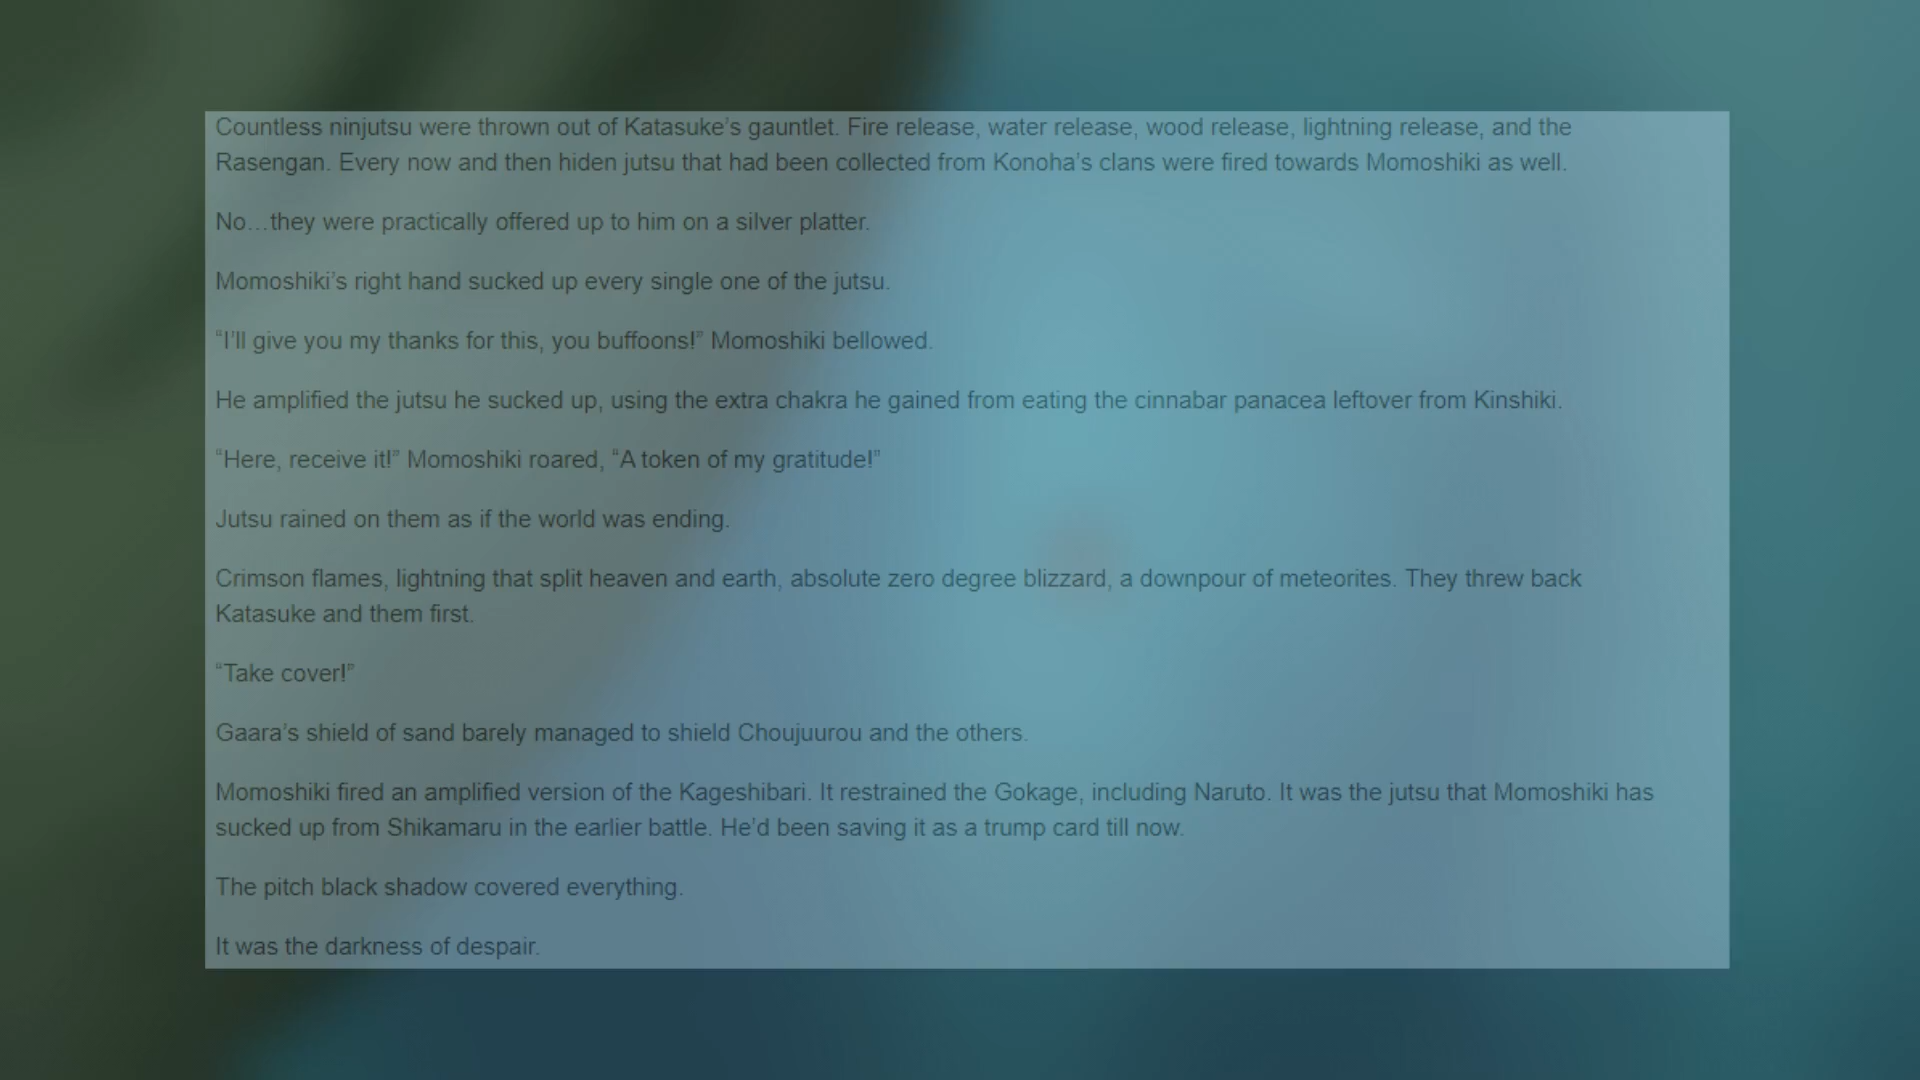 Countless ninjutsu were thrown out of Katasuke’s gauntlet. Fire release, water release, wood release, lightning release, and the
Rasengan. Every now and then hiden jutsu that had been collected from Konoha’s clans were fired towards Momoshiki as well.
No…they were practically offered up to him on a silver platter.
Momoshiki’s right hand sucked up every single one of the jutsu.
“I’ll give you my thanks for this, you buffoons!” Momoshiki bellowed.
He amplified the jutsu he sucked up, using the extra chakra he gained from eating the cinnabar panacea leftover from Kinshiki.
“Here, receive it!” Momoshiki roared, “A token of my gratitude!”
Jutsu rained on them as if the world was ending.
Crimson flames, lightning that split heaven and earth, absolute zero degree blizzard, a downpour of meteorites. They threw back
Katasuke and them first.
“Take cover!”
Gaara’s shield of sand barely managed to shield Choujuurou and the others.
Momoshiki fired an amplified version of the Kageshibari. It restrained the Gokage, including Naruto. It was the jutsu that Momoshiki has
sucked up from Shikamaru in the earlier battle. He’d been saving it as a trump card till now.
The pitch black shadow covered everything.
It was the darkness of despair.